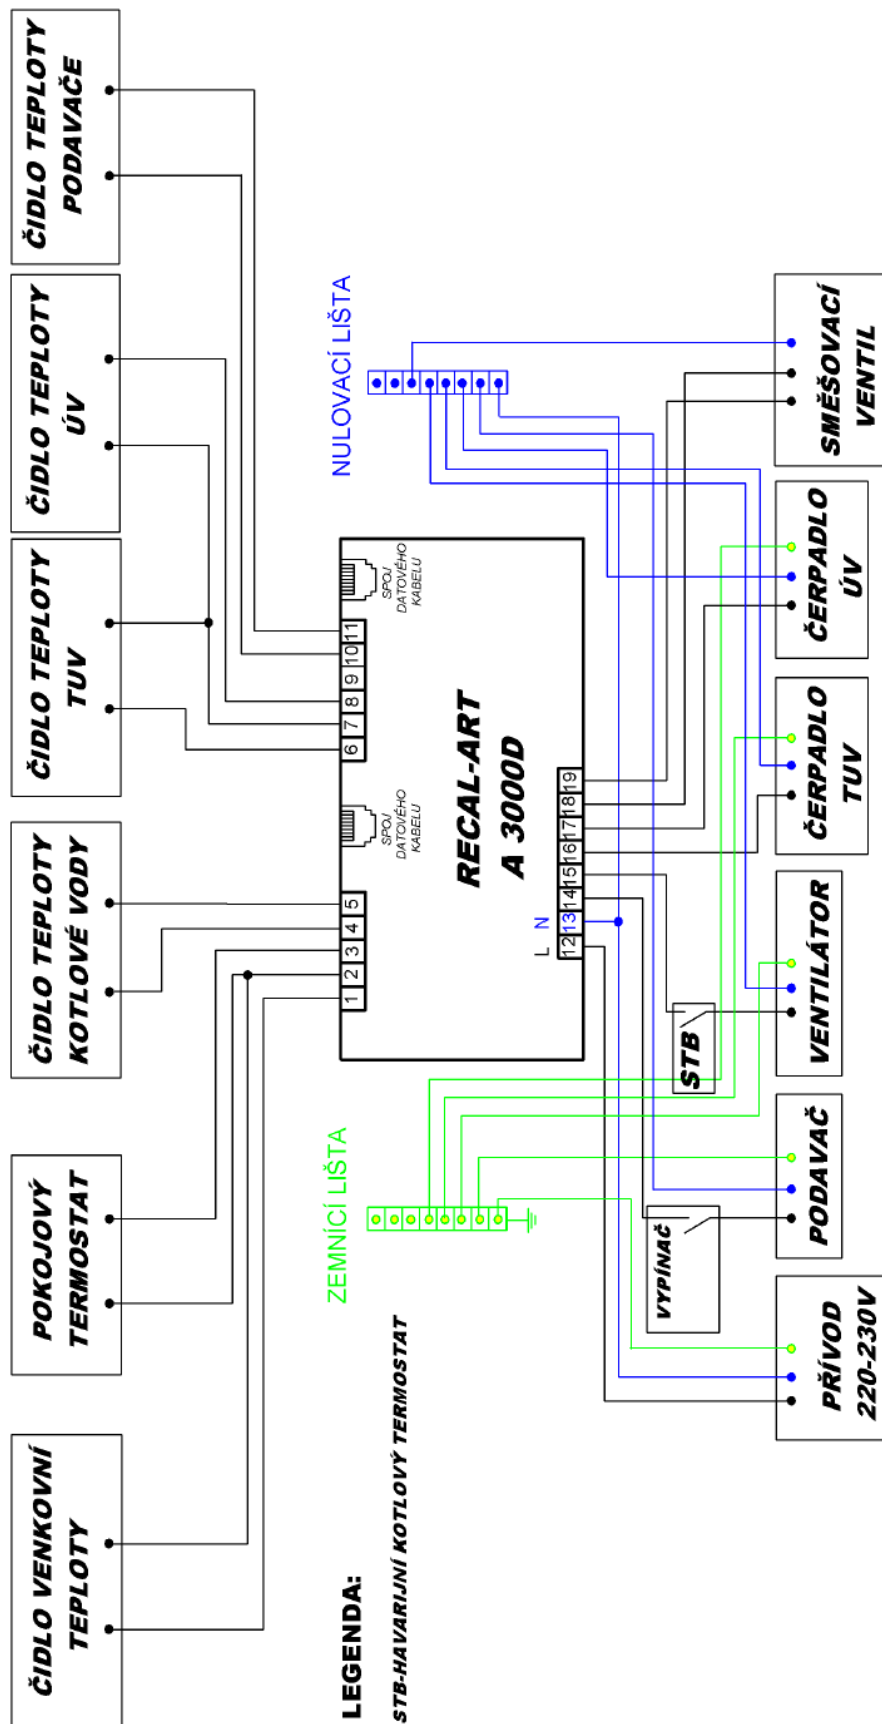 ČIDLO VENKOVNÍ
TEPLOTY
POKOJOVÝ
TERMOSTAT
ČIDLO TEPLOTY
KOTLOVÉ VODY
ČIDLO TEPLOTY
TUV
ČIDLO TEPLOTY
ÚV
ČIDLO TEPLOTY
PODAVAČE
ZEMNÍCÍ LIŠTA
NULOVACÍ LIŠTA
1 2 3 4 5
6 7 8 9 10 11
SPOJ
DATOVÉHO
KABELU
SPOJ
DATOVÉHO
KABELU
RECAL-ART
A 3000D
L N
12 13 14 15 16 17 18 19
LEGENDA:
STB-HAVARIJNÍ KOTLOVÝ TERMOSTAT
VYPÍNAČ
STB
PŘÍVOD
220-230V
PODAVAČ
VENTILÁTOR
ČERPADLO
TUV
ČERPADLO
ÚV
SMĚŠOVACÍ
VENTIL